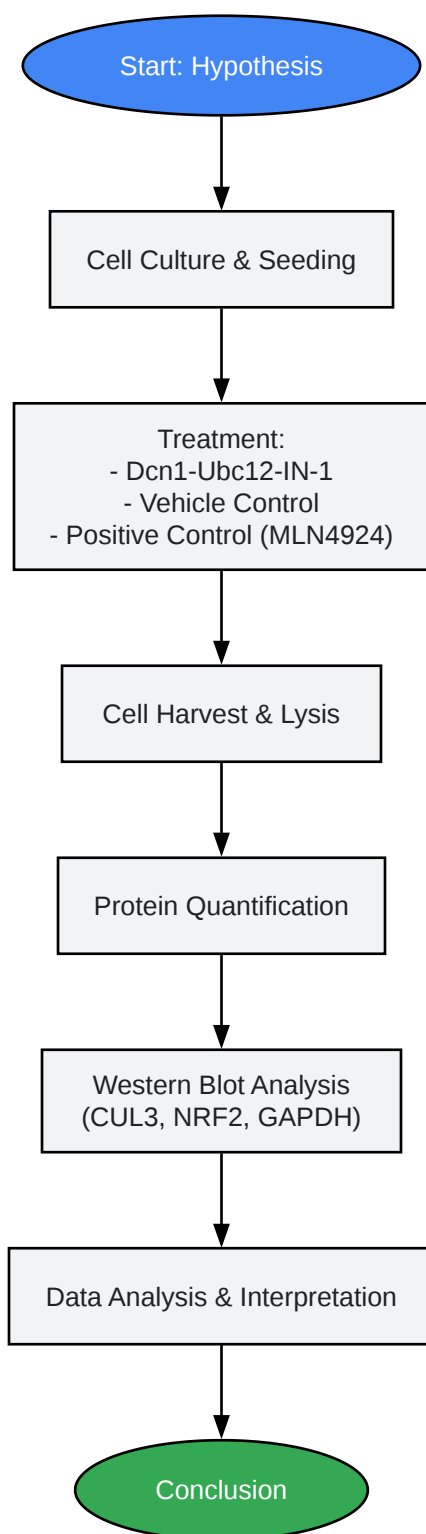 Start: Hypothesis
Cell Culture & Seeding
Treatment:
- Dcn1-Ubc12-IN-1
- Vehicle Control
- Positive Control (MLN4924)
Cell Harvest & Lysis
Protein Quantification
Western Blot Analysis
(CUL3, NRF2, GAPDH)
Data Analysis & Interpretation
Conclusion